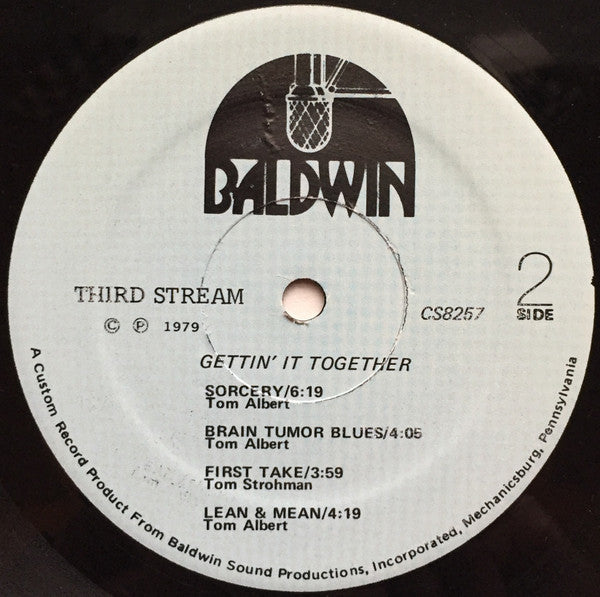 BALDWIN
THIRD STREAM
© ℗ 1979
CS8257
2
SIDE
GETTIN' IT TOGETHER
SORCERY/6:19
Tom Albert
BRAIN TUMOR BLUES/4:05
Tom Albert
FIRST TAKE/3:59
Tom Strohman
LEAN & MEAN/4:19
Tom Albert
A Custom Record Product From Baldwin Sound Productions, Incorporated, Mechanicsburg, Pennsylvania